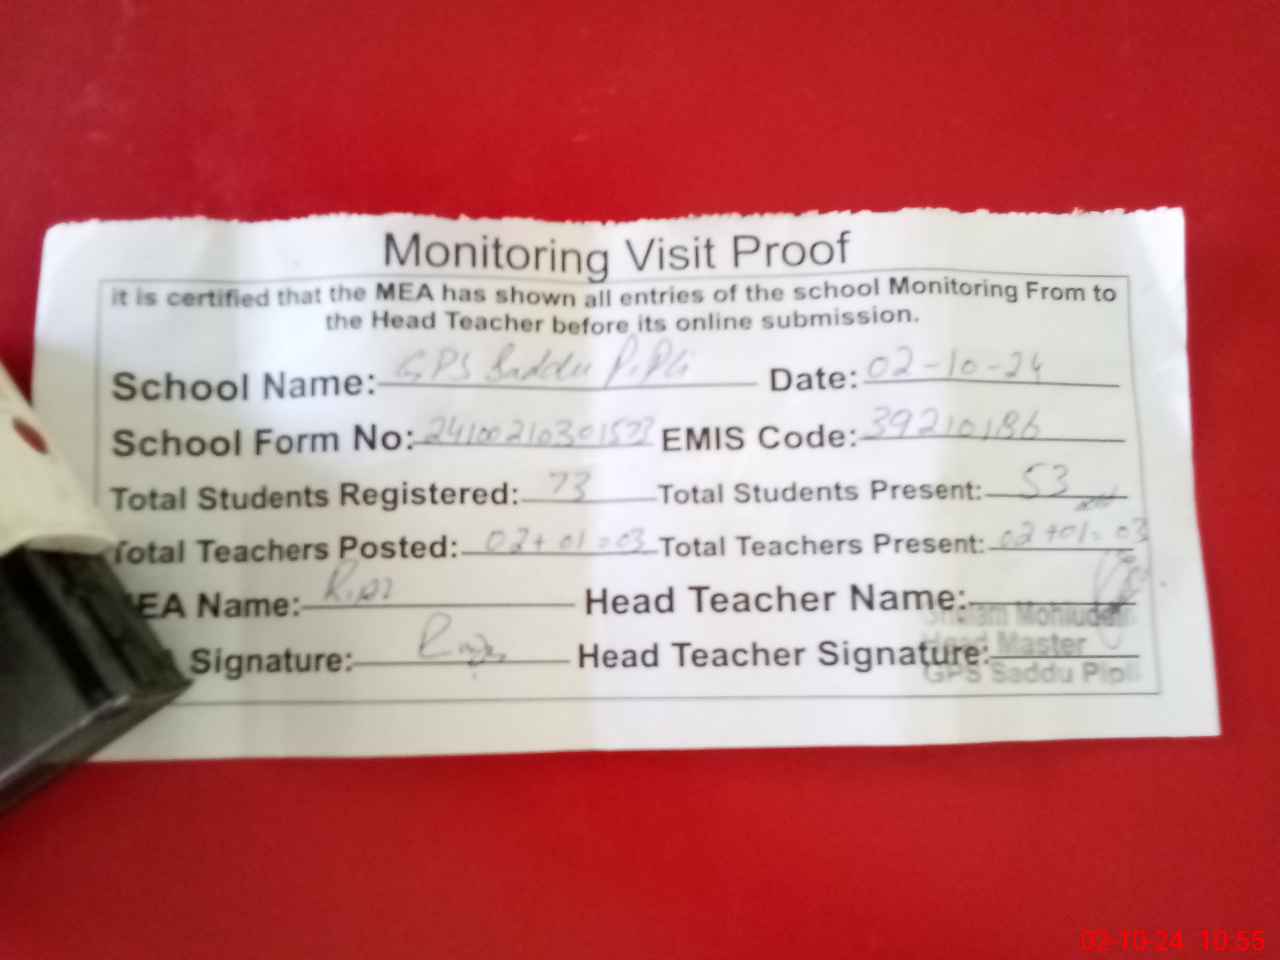 Monitoring Visit Proof
it is certified that the MEA has shown all entries of the school Monitoring From to
the Head Teacher before its online submission.
School Name: GPS Saddu Pipli Date: 02-10-24
School Form No: EMIS Code: 39210186
Total Students Registered: 73 Total Students Present: 53
Total Teachers Posted: 02+01=03 Total Teachers Present: 02+01=03
EA Name: Head Teacher Name:
Mohiudd
Signature: Head Teacher Signature:
Head Master
GPS Saddu Pipli
02-10-24 10:55